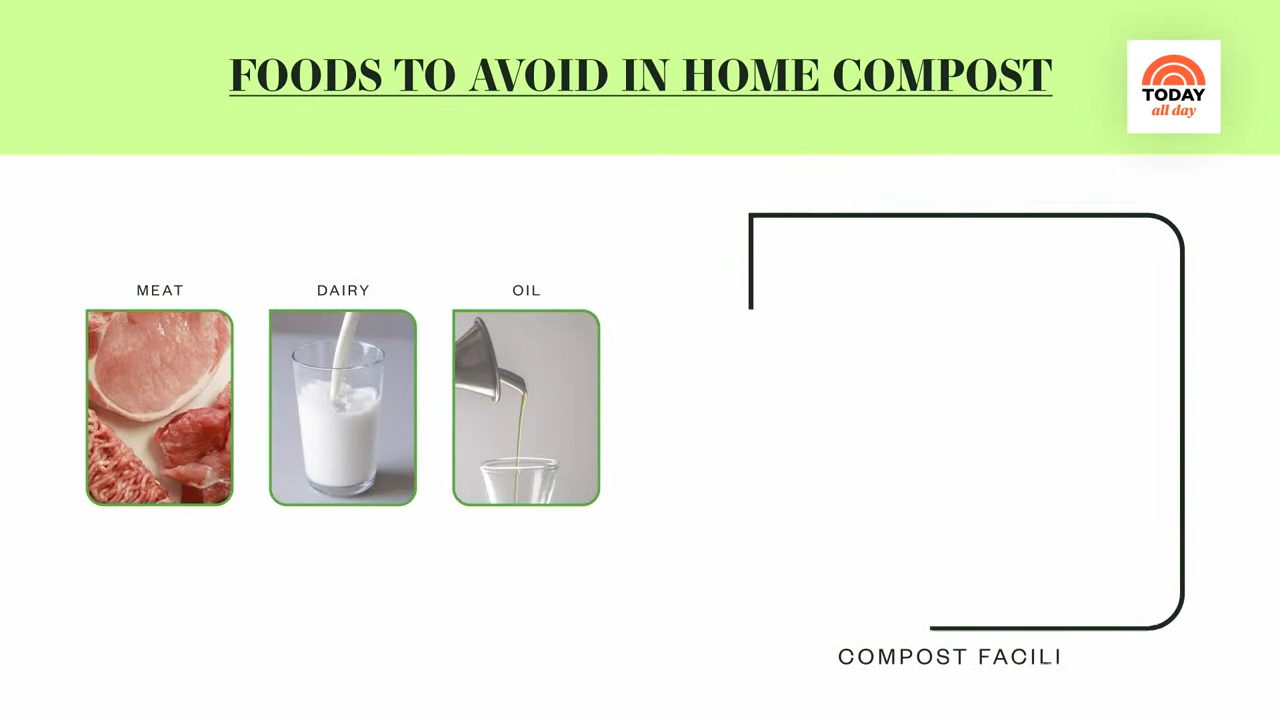 FOODS TO AVOID IN HOME COMPOST
TODAY
all day
MEAT
DAIRY
OIL
COMPOST FACILI